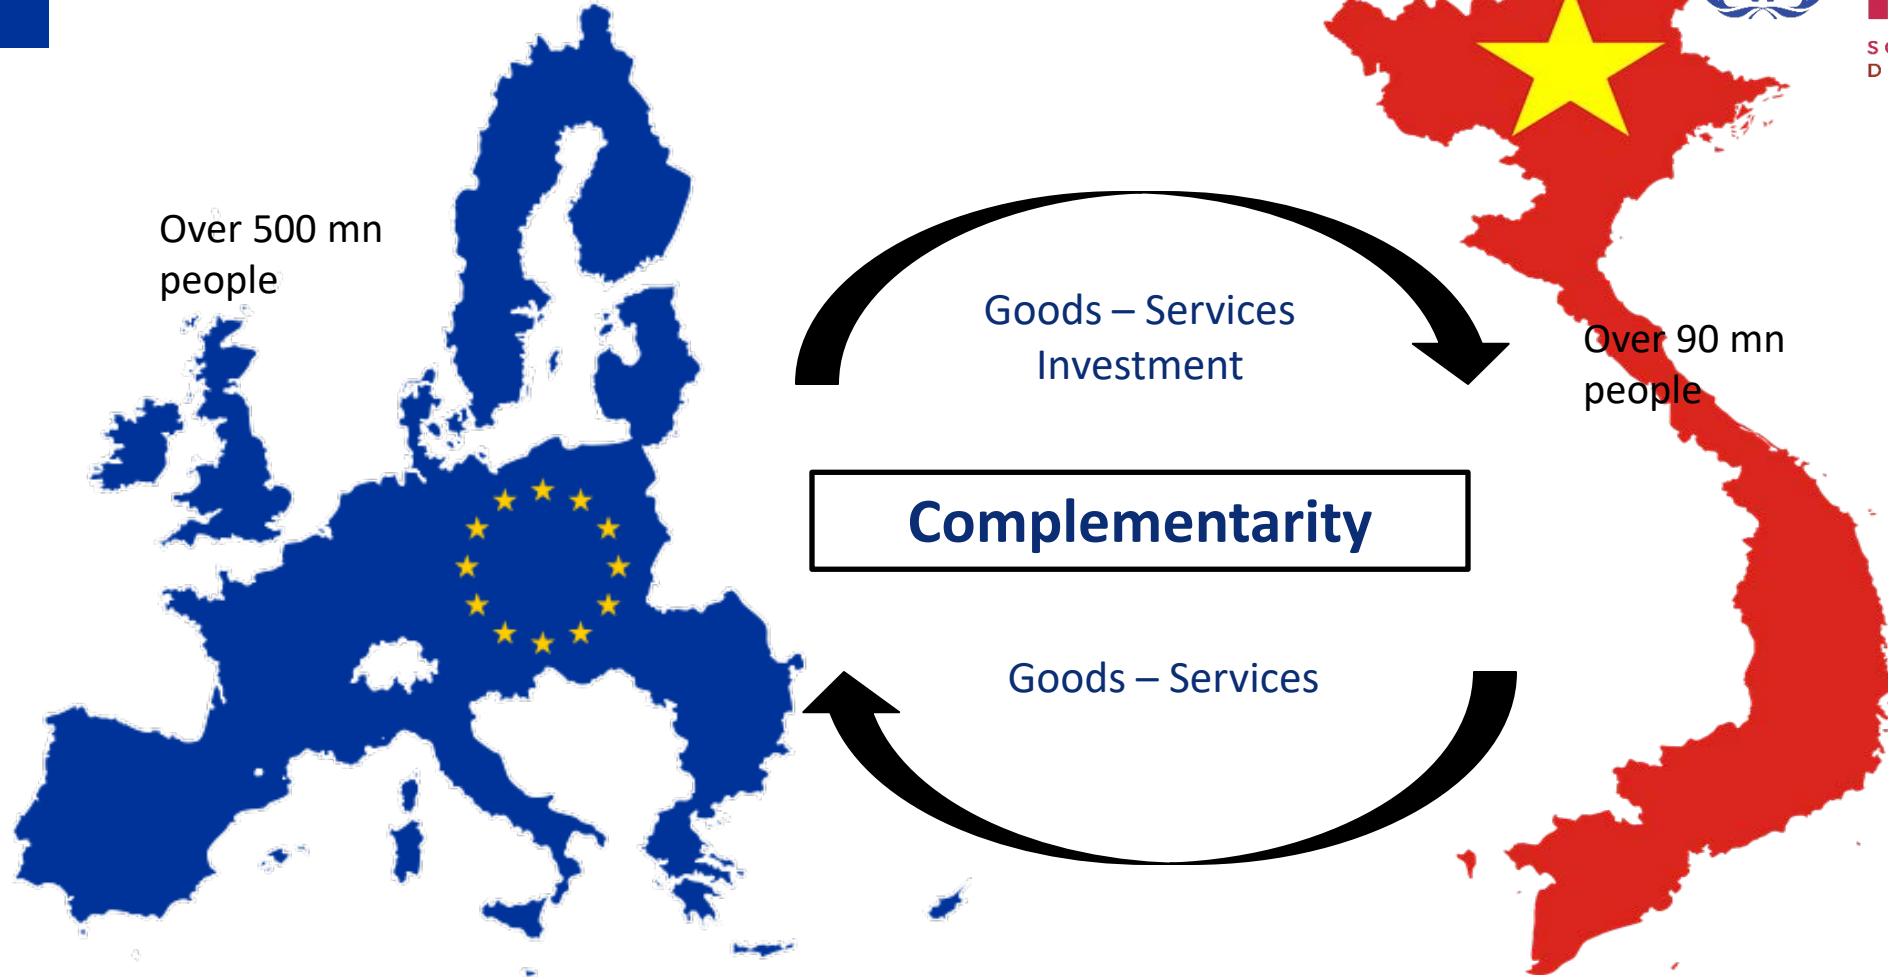 Over 500 mn
people
Goods – Services
Investment
Over 90 mn
people
Complementarity
Goods – Services